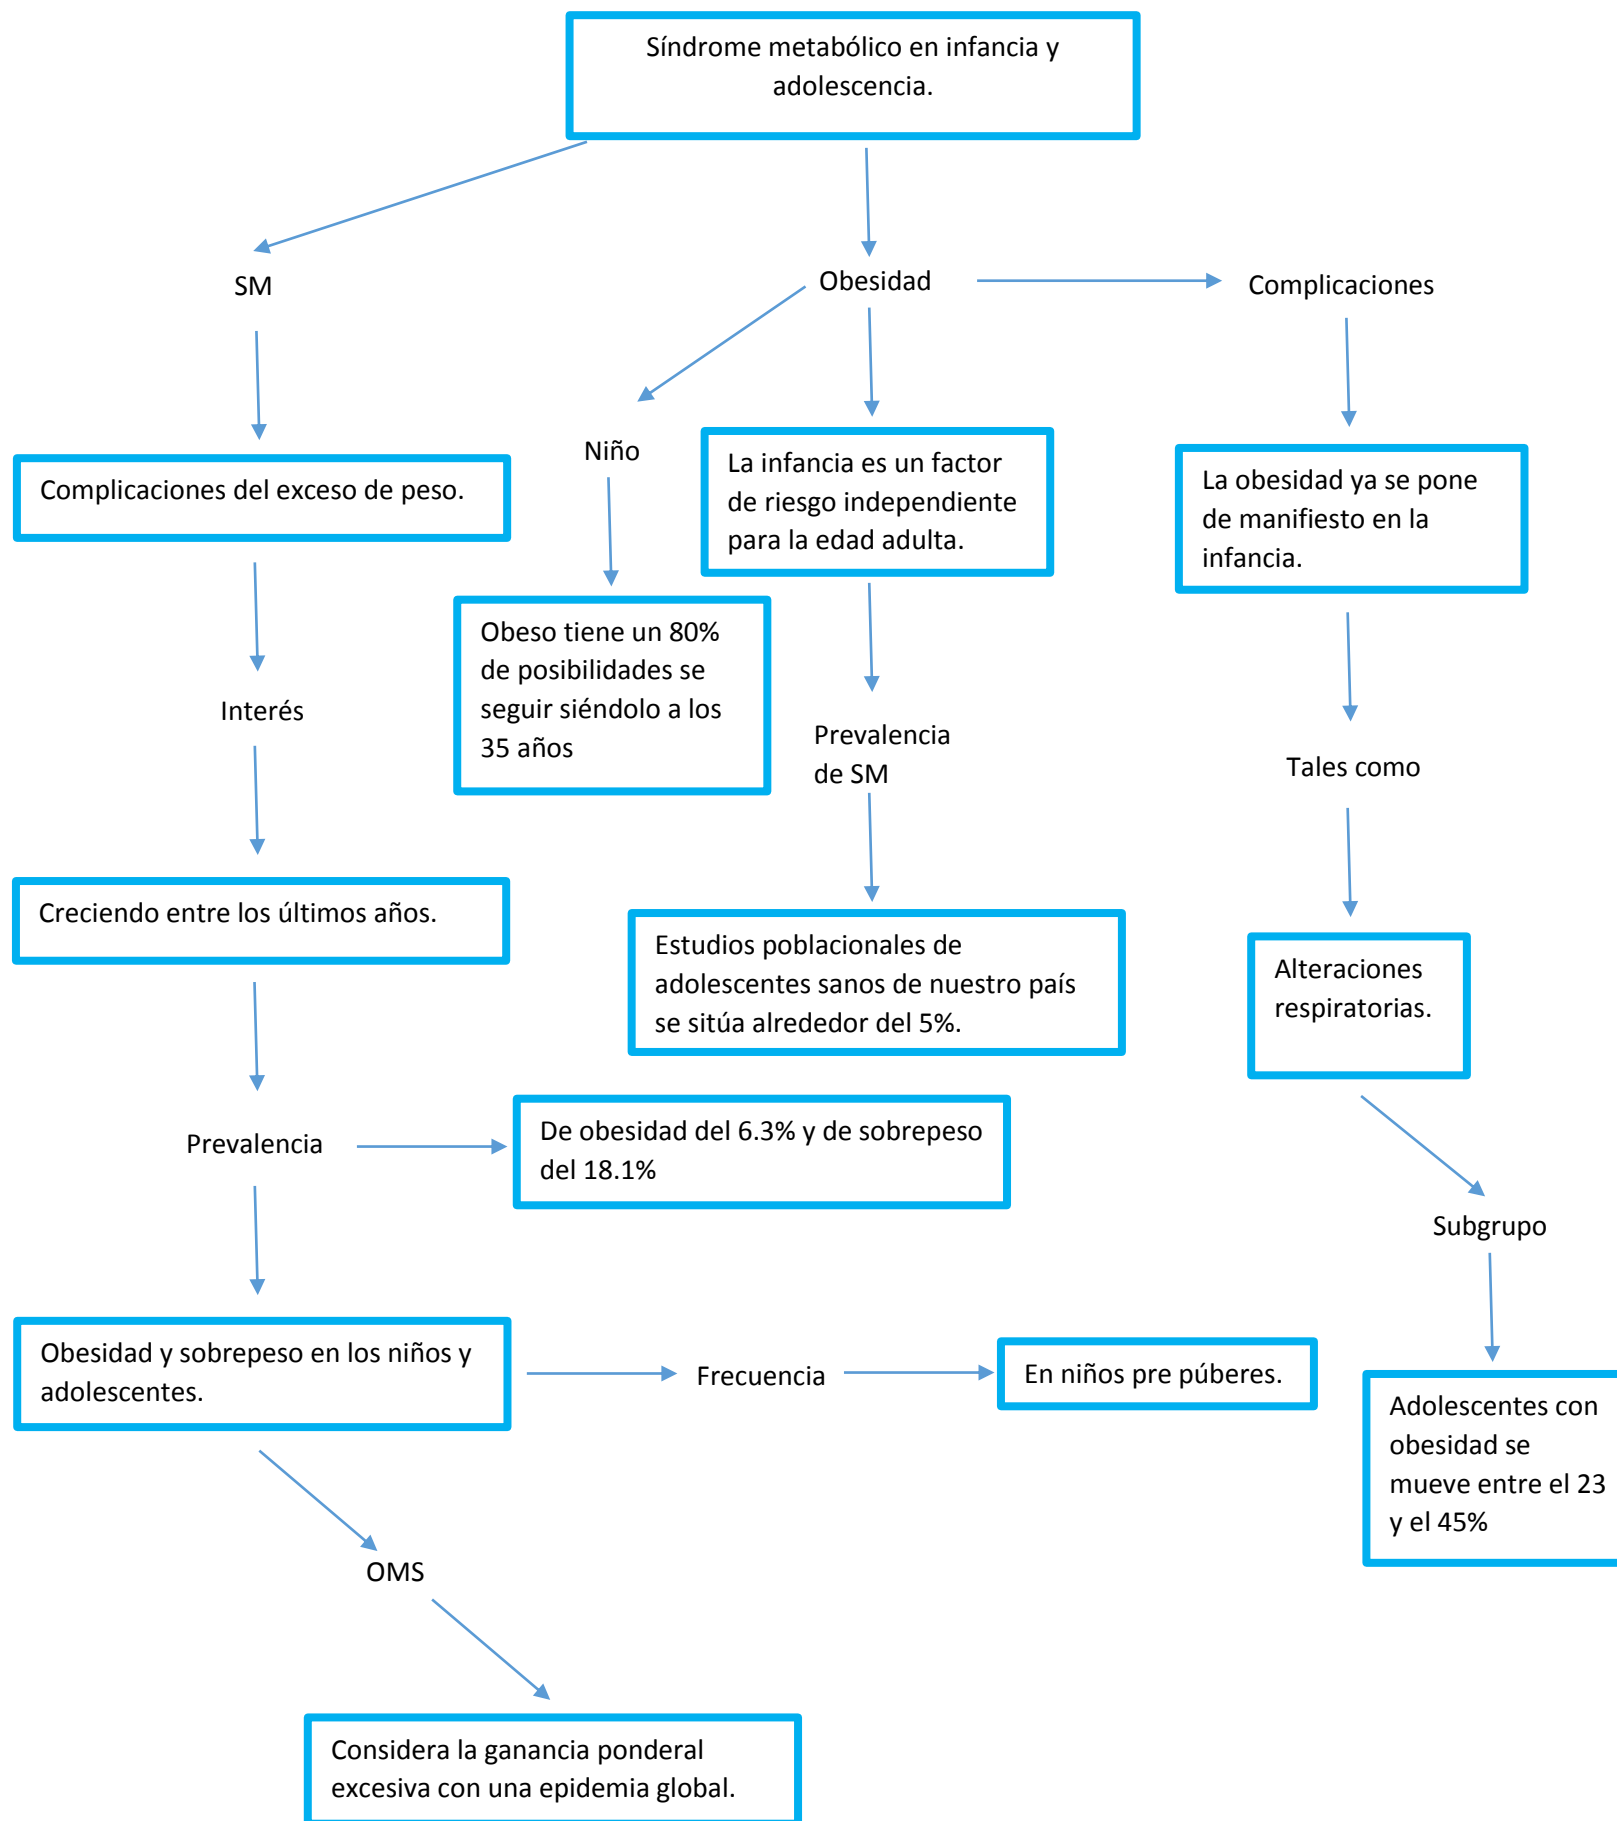 Síndrome metabólico en infancia y
adolescencia.
SM
Obesidad
Complicaciones
Complicaciones del exceso de peso.
Niño
La infancia es un factor
de riesgo independiente
para la edad adulta.
La obesidad ya se pone
de manifiesto en la
infancia.
Obeso tiene un 80%
de posibilidades se
seguir siéndolo a los
35 años
Interés
Prevalencia
de SM
Tales como
Creciendo entre los últimos años.
Estudios poblacionales de
adolescentes sanos de nuestro país
se sitúa alrededor del 5%.
Alteraciones
respiratorias.
Prevalencia
De obesidad del 6.3% y de sobrepeso
del 18.1%
Subgrupo
Obesidad y sobrepeso en los niños y
adolescentes.
Frecuencia
En niños pre púberes.
Adolescentes con
obesidad se
mueve entre el 23
y el 45%
OMS
Considera la ganancia ponderal
excesiva con una epidemia global.